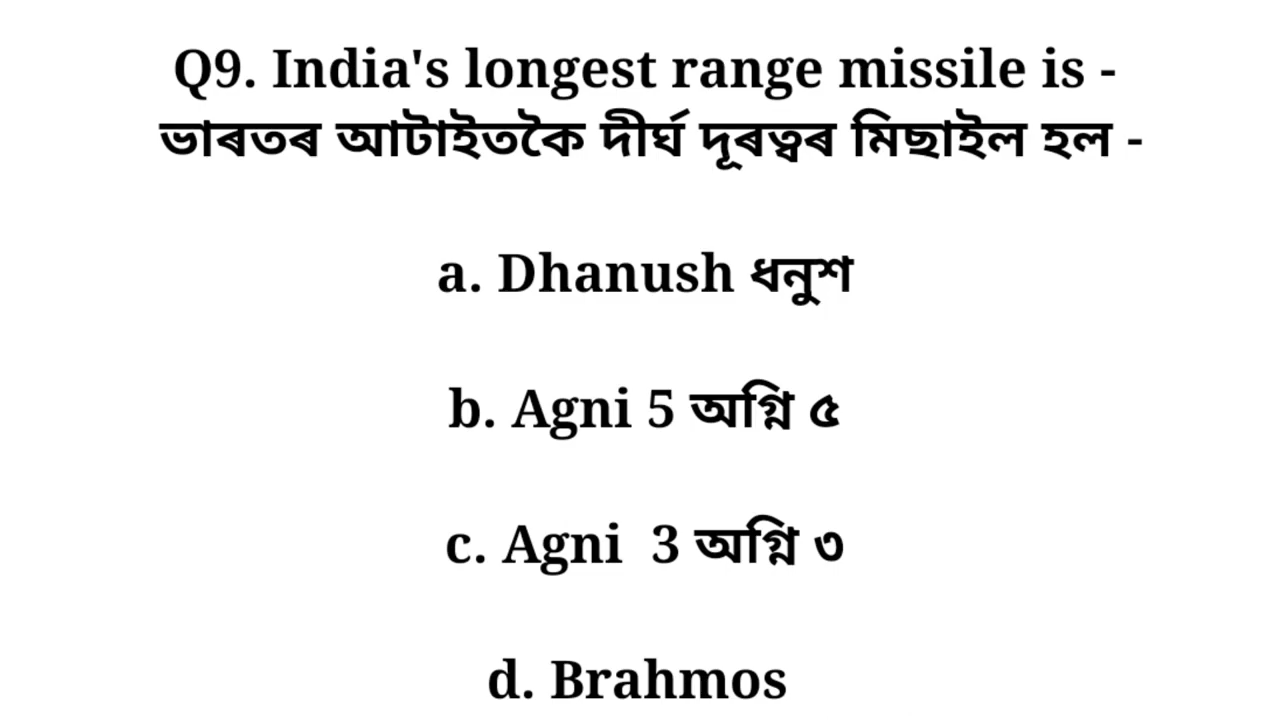 Q9. India's longest range missile is -
ভাৰতৰ আটাইতকৈ দীৰ্ঘ দূৰত্বৰ মিছাইল হল -
a. Dhanush ধনুশ
b. Agni 5 অগ্নি ৫
c. Agni 3 অগ্নি ৩
d. Brahmos